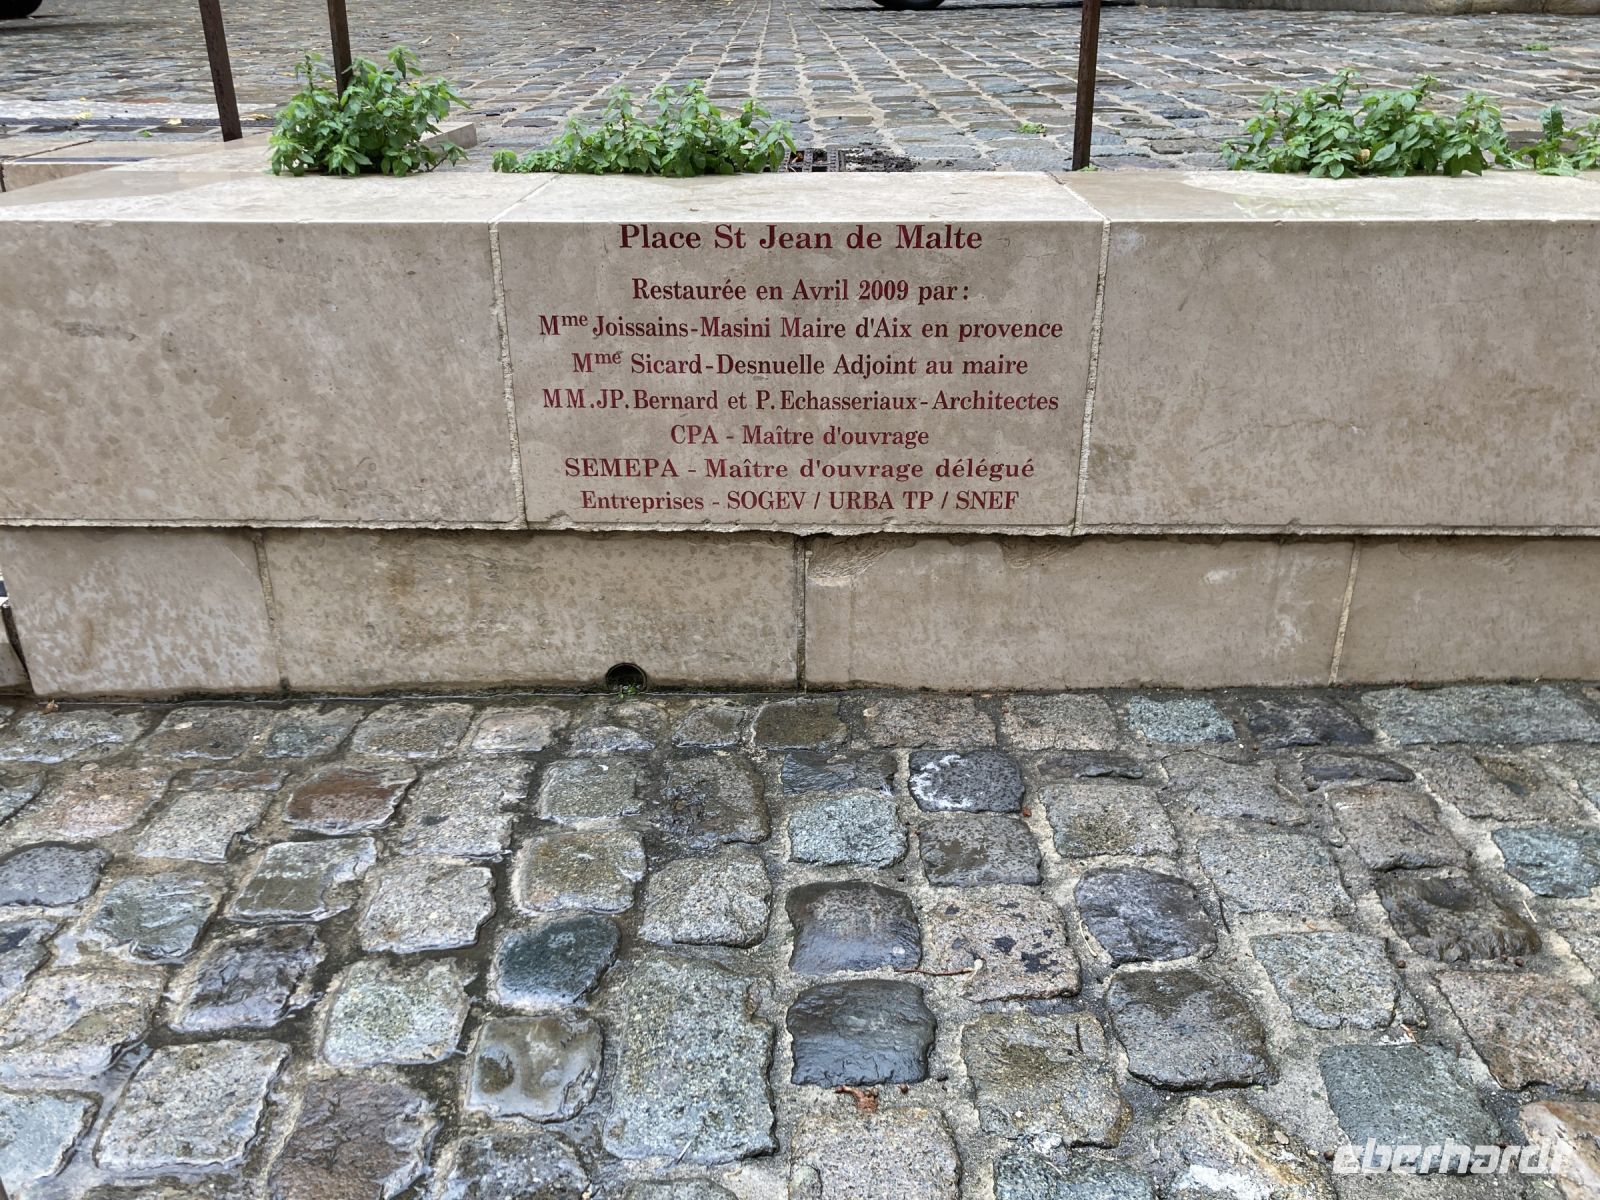 Place St Jean de Malte
Restaurée en Avril 2009 par :
Mme Joissains-Masini Maire d'Aix en provence
Mme Sicard-Desnuelle Adjoint au maire
MM.JP. Bernard et P. Echasseriaux - Architectes
CPA - Maître d'ouvrage
SEMEPA - Maître d'ouvrage délégué
Entreprises - SOGEV / URBA TP / SNEF
eberhardt